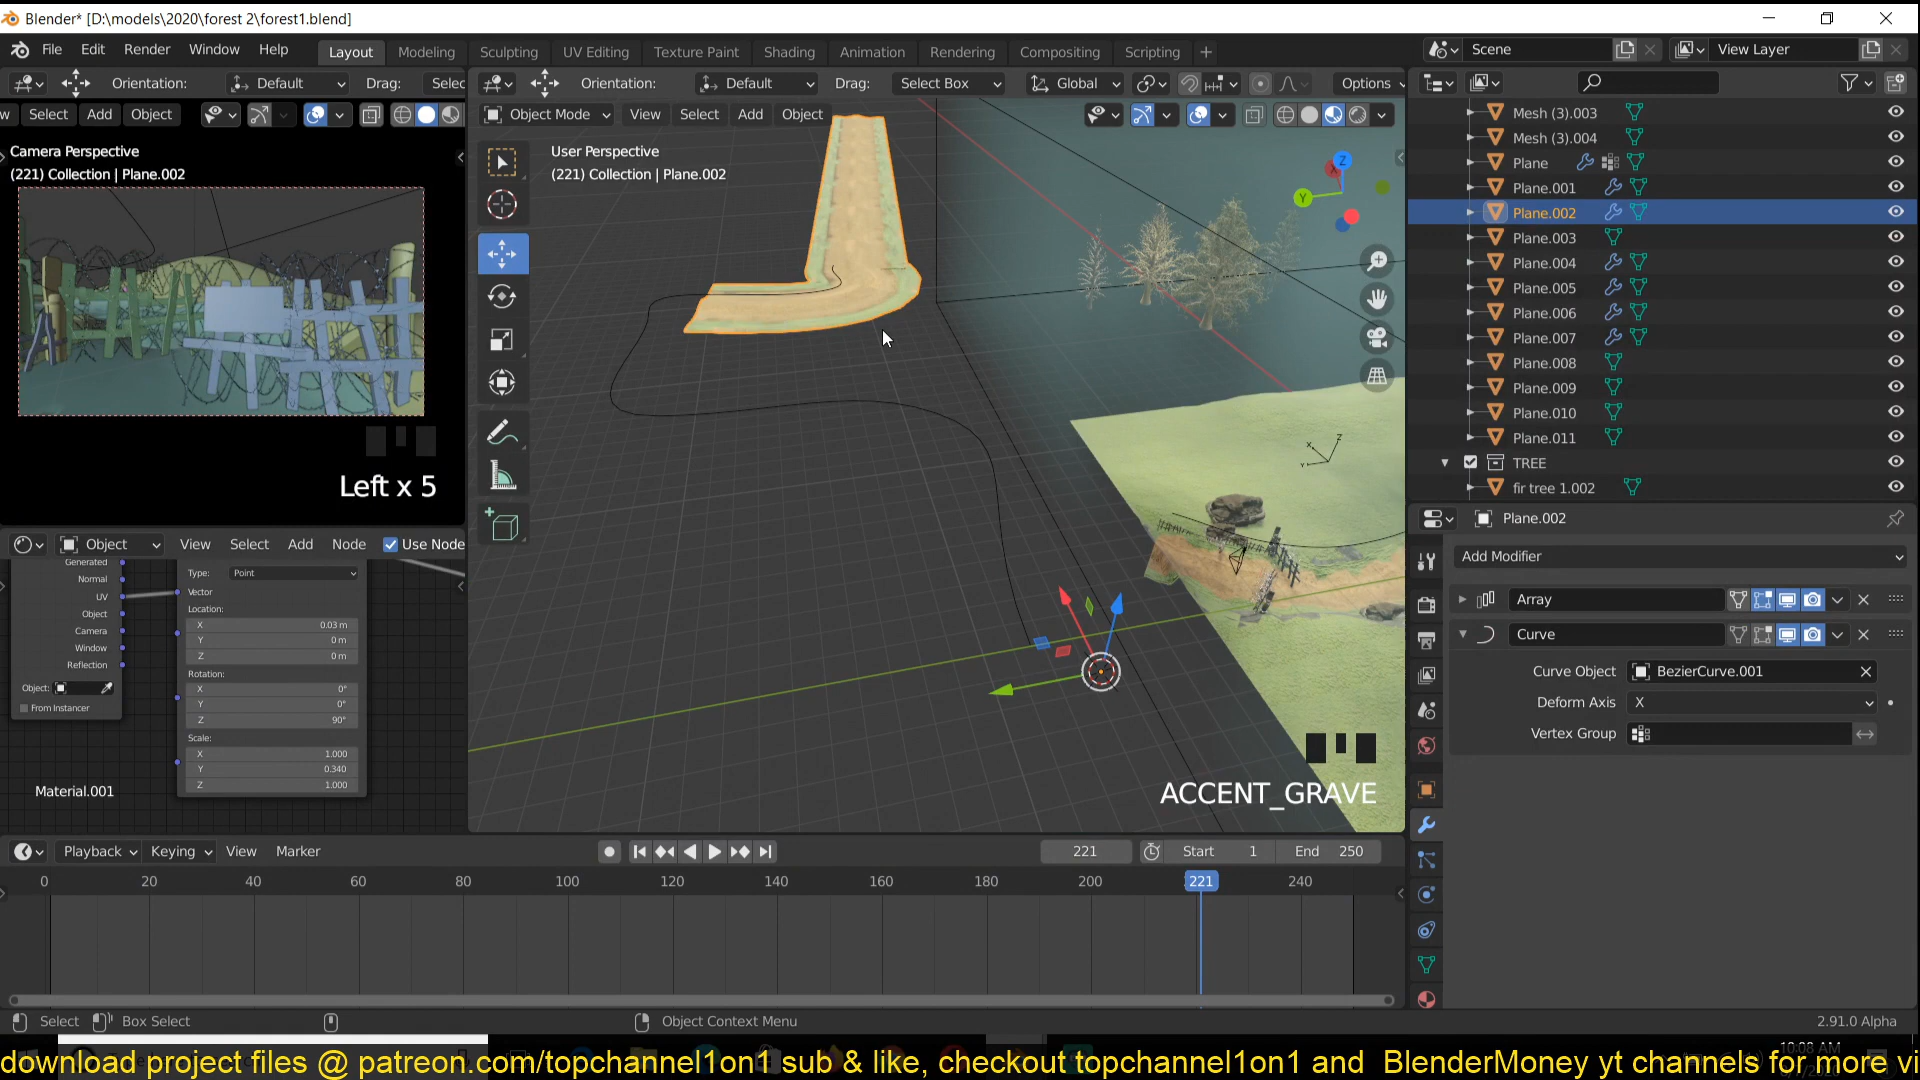 Blender* [D:\models\2020\forest 2\forest1.blend]
File Edit Render Window Help Layout Modeling Sculpting UV Editing Texture Paint Shading Animation Rendering Compositing Scripting + Scene View Layer
Orientation: Default Drag: Selec Orientation: Default Drag: Select Box Global Options
w Select Add Object Object Mode View Select Add Object
Camera Perspective
(221) Collection | Plane.002
User Perspective
(221) Collection | Plane.002
Z
Y
Left x 5
ACCENT_GRAVE
Mesh (3).003
Mesh (3).004
Plane
Plane.001
Plane.002
Plane.003
Plane.004
Plane.005
Plane.006
Plane.007
Plane.008
Plane.009
Plane.010
Plane.011
TREE
fir tree 1.002
Plane.002
Add Modifier
Array
Curve
Curve Object BezierCurve.001
Deform Axis X
Vertex Group
Object View Select Add Node Use Node
Generated
Normal
UV
Object
Camera
Window
Reflection
Object:
From Instancer
Type: Point
Vector
Location:
X 0.03 m
Y 0 m
Z 0 m
Rotation:
X 0°
Y 0°
Z 90°
Scale:
X 1.000
Y 0.340
Z 1.000
Material.001
Playback Keying View Marker 221 Start 1 End 250
0 20 40 60 80 100 120 140 160 180 200 221 240
Select Box Select Object Context Menu 2.91.0 Alpha
10:08 AM
download project files @ patreon.com/topchannel1on1 sub & like, checkout topchannel1on1 and BlenderMoney yt channels for more vi